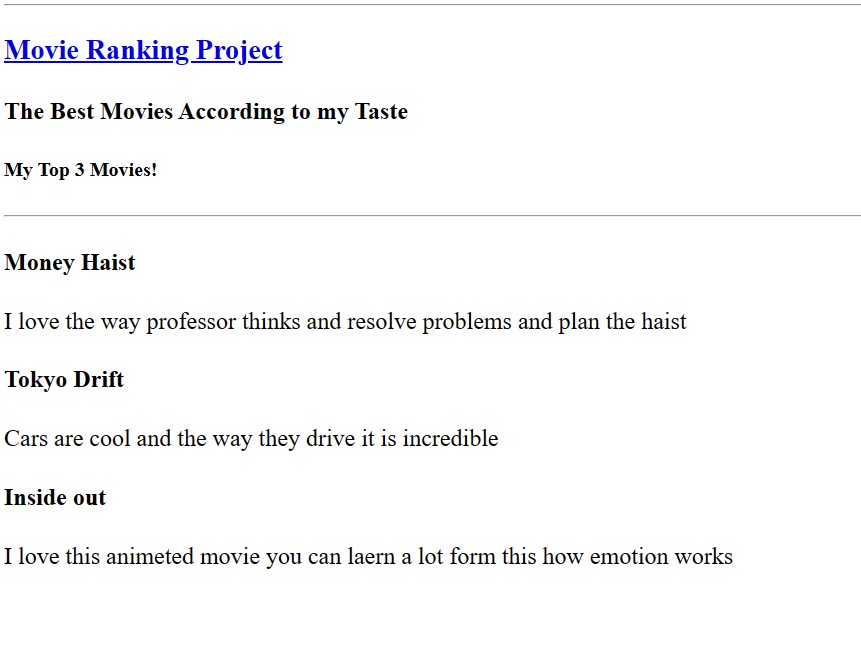 Movie Ranking Project
The Best Movies According to my Taste
My Top 3 Movies!
Money Haist
I love the way professor thinks and resolve problems and plan the haist
Tokyo Drift
Cars are cool and the way they drive it is incredible
Inside out
I love this animeted movie you can laern a lot form this how emotion works